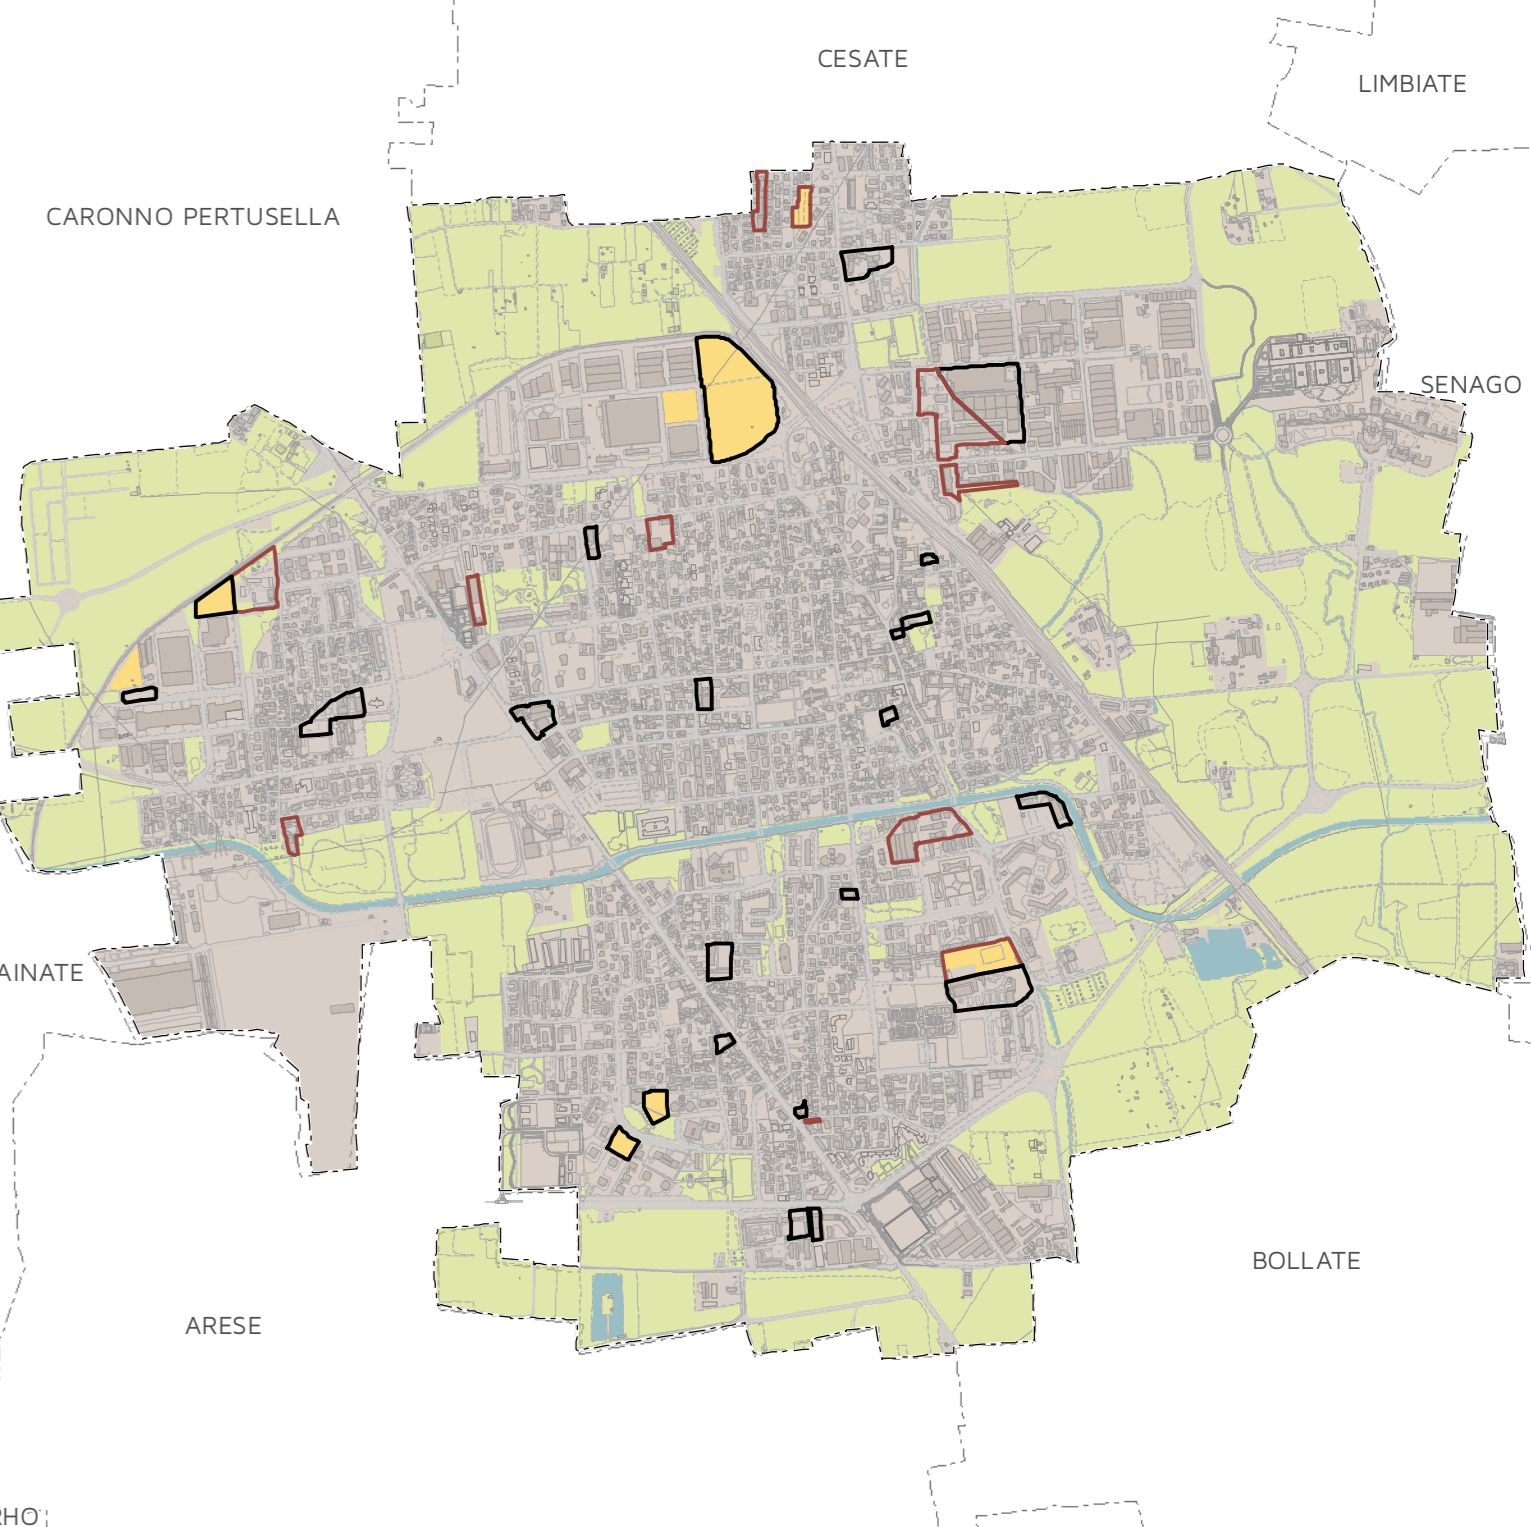 CESATE
LIMBIATE
CARONNO PERTUSELLA
SENAGO
AINATE
BOLLATE
ARESE
RHO